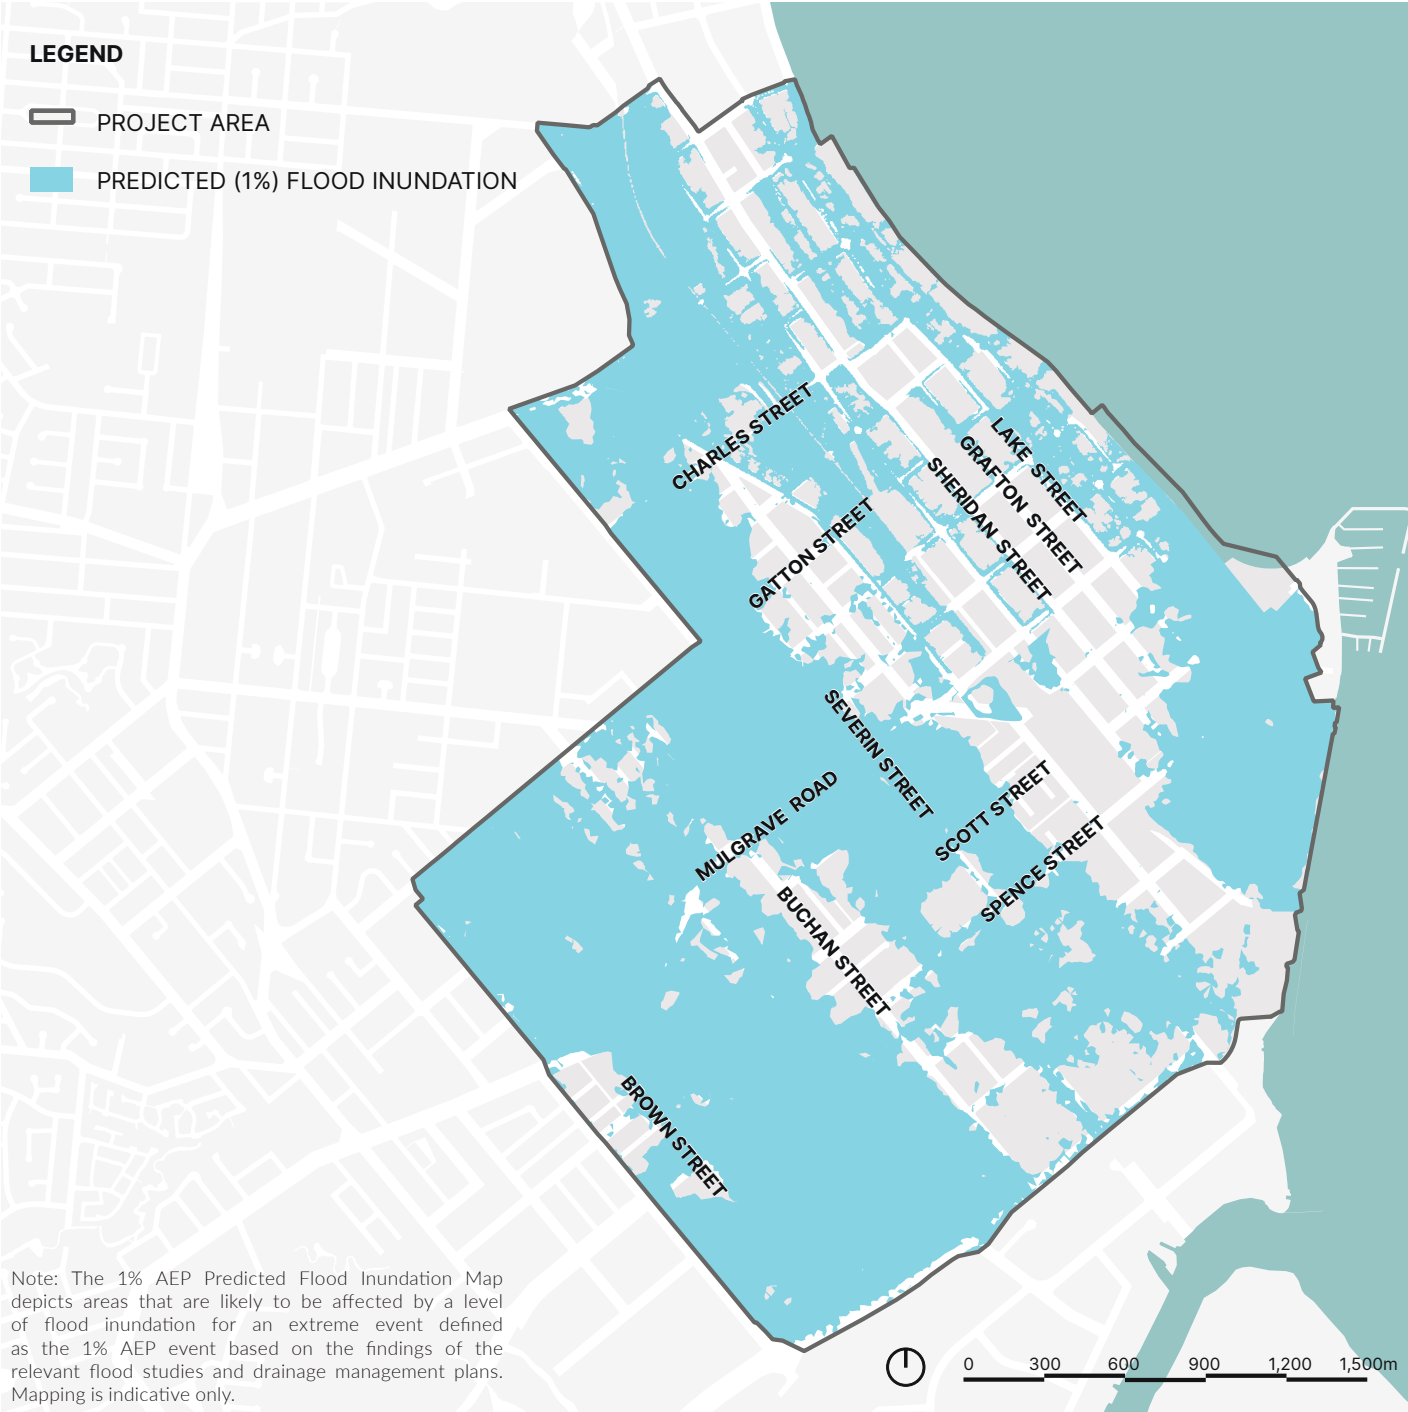 LEGEND
PROJECT AREA
PREDICTED (1%) FLOOD INUNDATION
CHARLES STREET
LAKE STREET
GRAFTON STREET
SHERIDAN STREET
GATTON STREET
SEVERIN STREET
SCOTT STREET
MULGRAVE ROAD
SPENCE STREET
BUCHAN STREET
BROWN STREET
Note: The 1% AEP Predicted Flood Inundation Map
depicts areas that are likely to be affected by a level
of flood inundation for an extreme event defined
as the 1% AEP event based on the findings of the
relevant flood studies and drainage management plans.
Mapping is indicative only.
0 300 600 900 1,200 1,500m